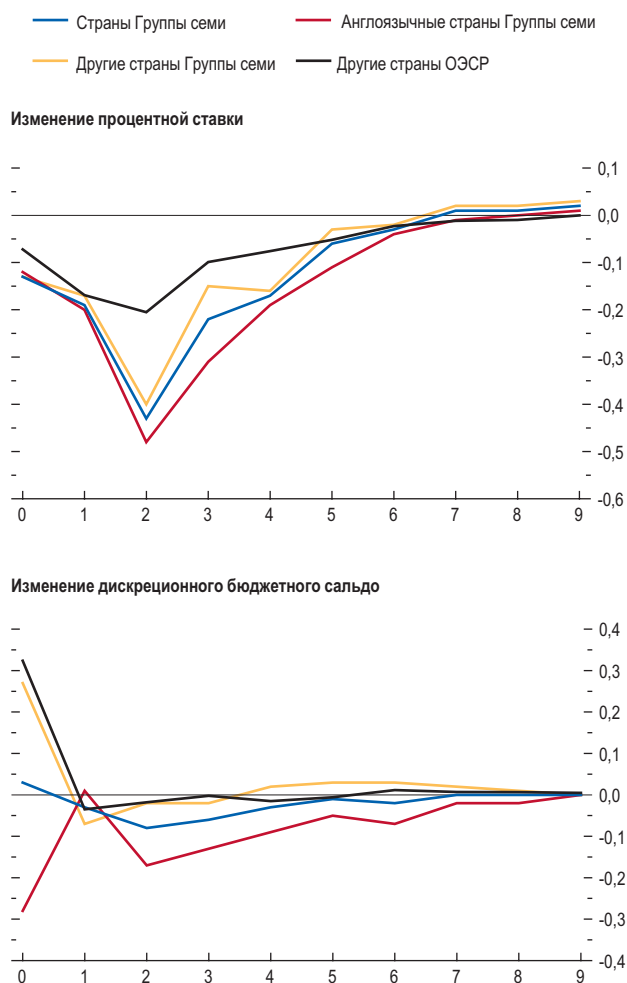 Страны Группы семи
Англоязычные страны Группы семи
Другие страны Группы семи
Другие страны ОЭСР
Изменение процентной ставки
0,1
0,0
-0,1
-0,2
-0,3
-0,4
-0,5
-0,6
0 1 2 3 4 5 6 7 8 9
Изменение дискреционного бюджетного сальдо
0,4
0,3
0,2
0,1
0,0
-0,1
-0,2
-0,3
-0,4
0 1 2 3 4 5 6 7 8 9